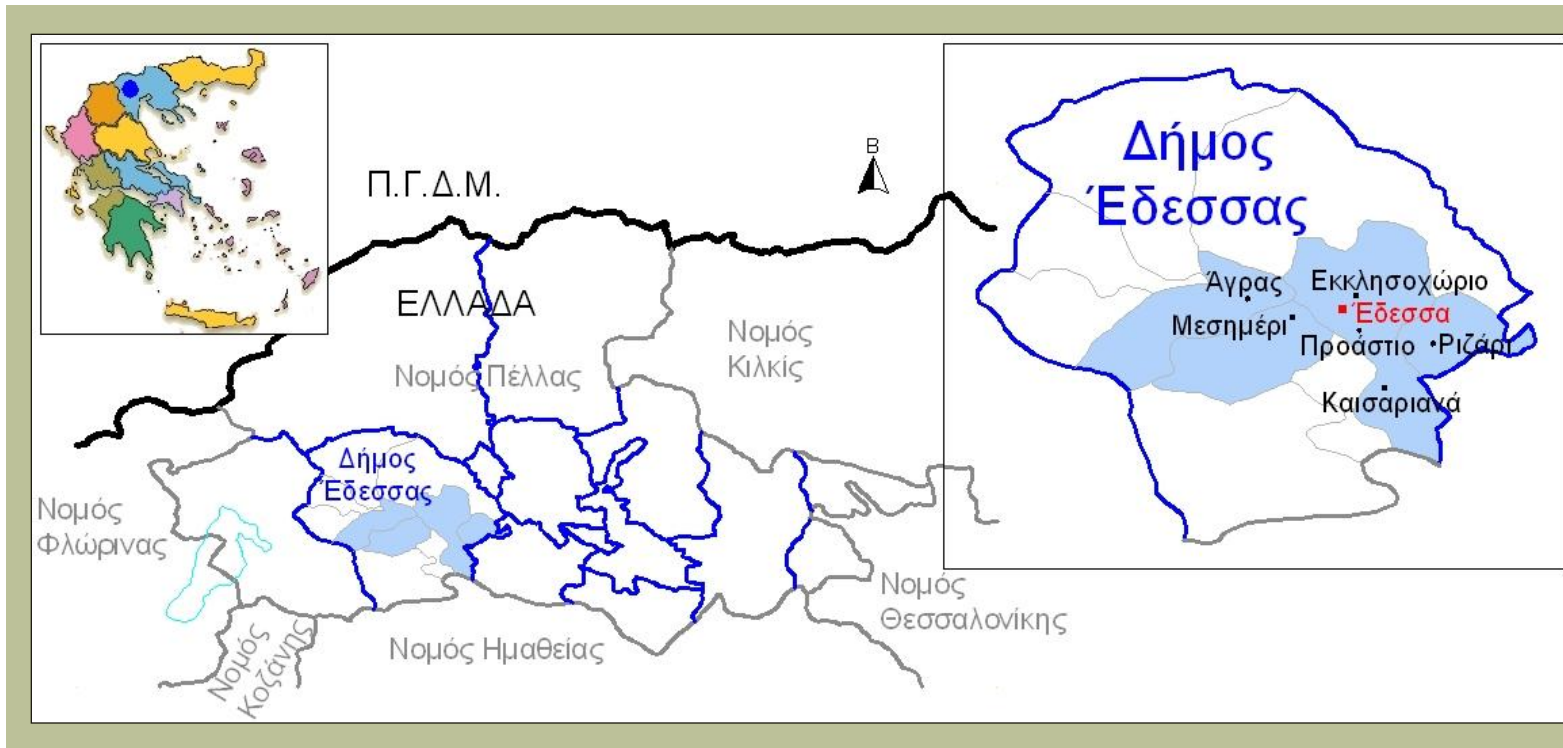 Π.Γ.Δ.Μ.
Β
ΕΛΛΑΔΑ
Νομός Πέλλας
Νομός
Κιλκίς
Δήμος
Έδεσσας
Νομός
Φλώρινας
Νομός
Κοζάνης
Νομός Ημαθείας
Νομός
Θεσσαλονίκης
Δήμος
Έδεσσας
Άγρας
Εκκλησοχώριο
Έδεσσα
Μεσημέρι
Προάστιο
Ριζάρι
Καισαριανά